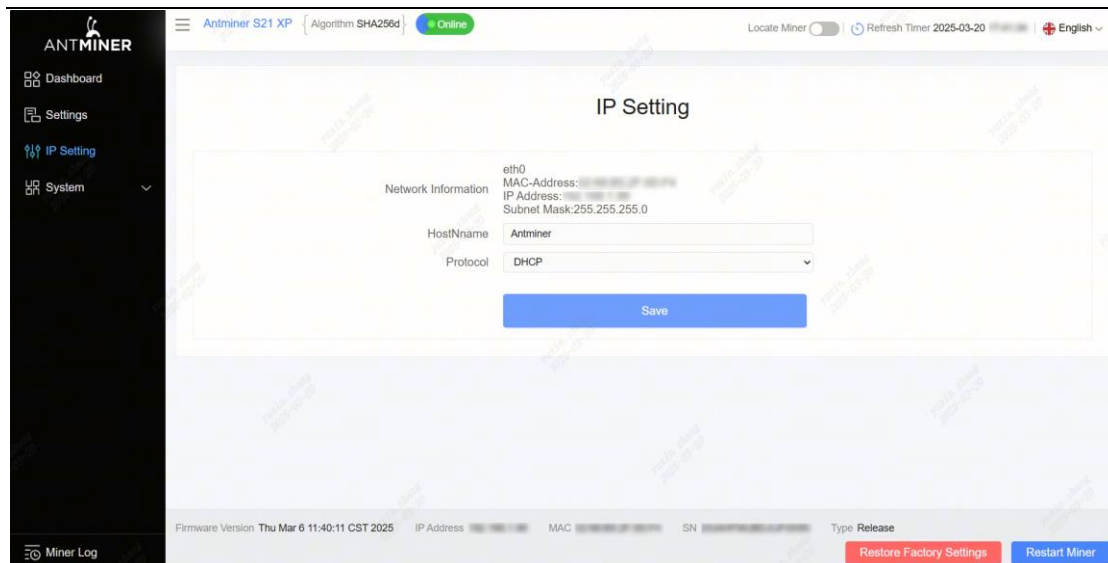 ANTMINER
Antminer S21 XP { Algorithm SHA256d } Online
Locate Miner Refresh Timer 2025-03-20 English
Dashboard
Settings
IP Setting
System
IP Setting
Network Information
eth0
MAC-Address:
IP Address:
Subnet Mask:255.255.255.0
HostNname Antminer
Protocol DHCP
Save
Firmware Version Thu Mar 6 11:40:11 CST 2025 IP Address MAC SN Type Release
Miner Log
Restore Factory Settings Restart Miner